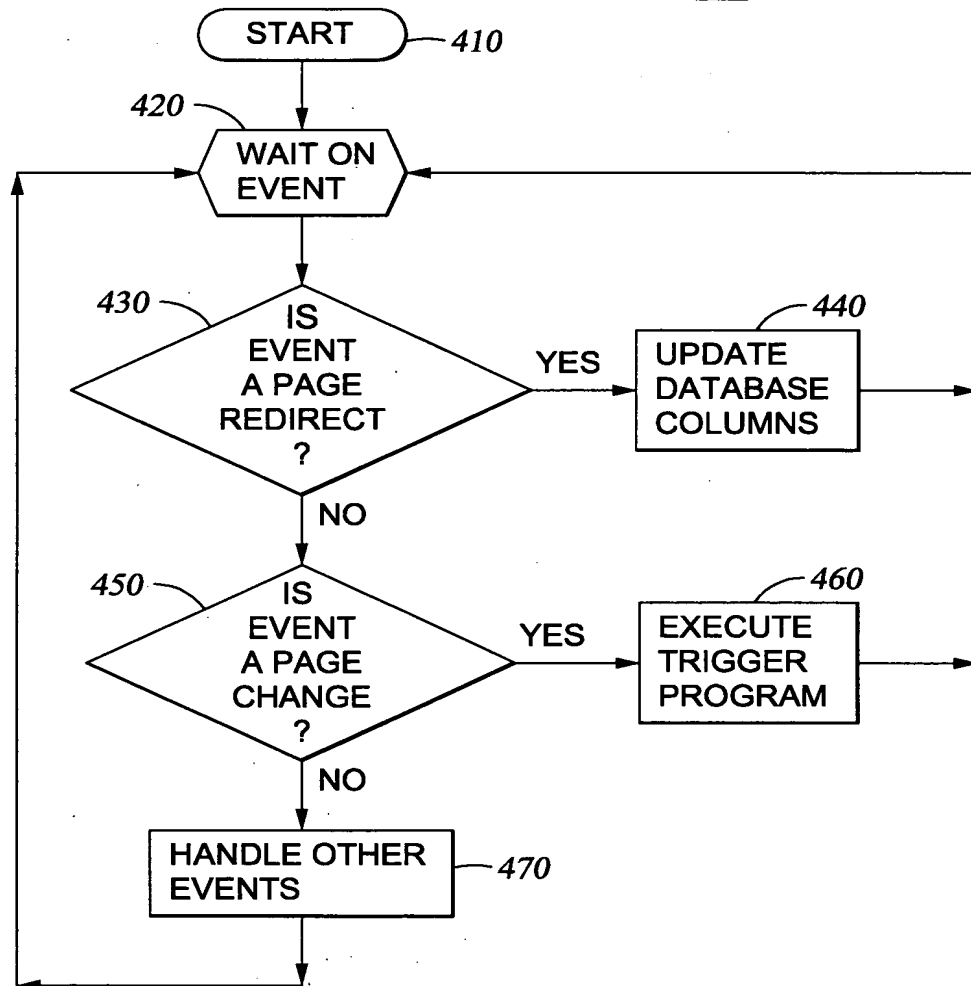 START
410
420
WAIT ON
EVENT
430
IS
EVENT
A PAGE
REDIRECT
?
YES
440
UPDATE
DATABASE
COLUMNS
NO
450
IS
EVENT
A PAGE
CHANGE
?
YES
460
EXECUTE
TRIGGER
PROGRAM
NO
HANDLE OTHER
EVENTS
470